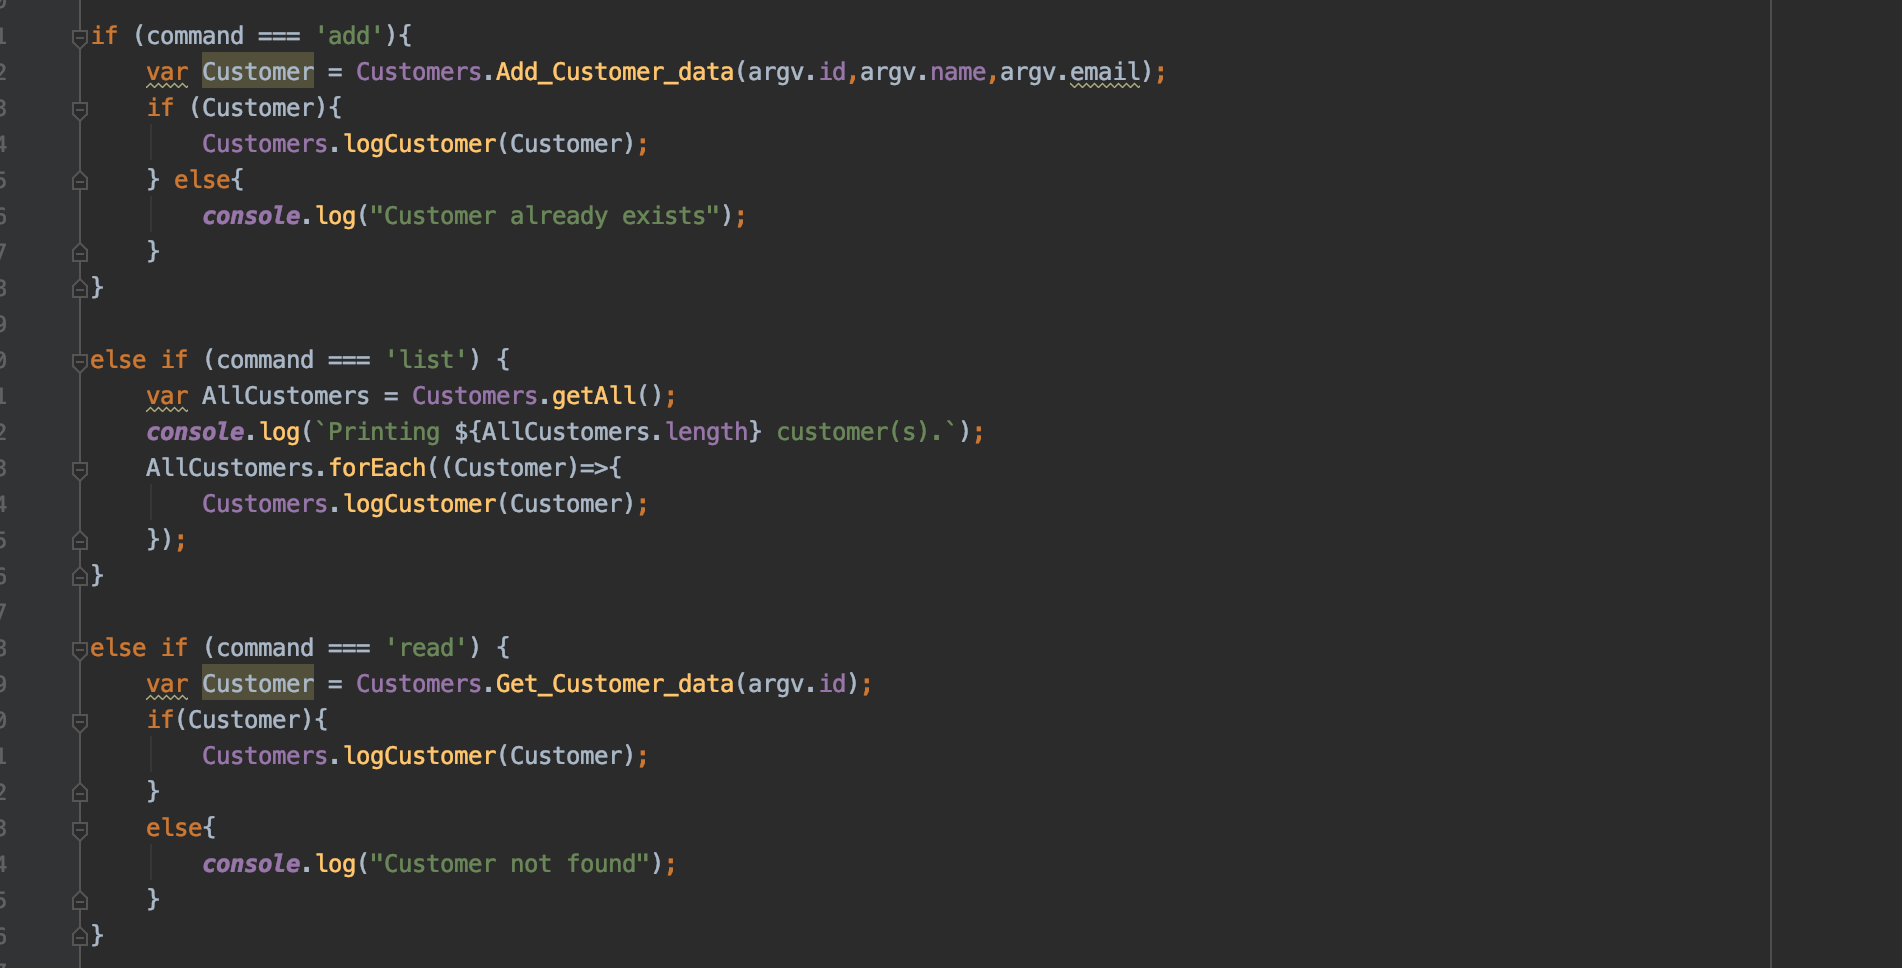 if (command === 'add'){
    var Customer = Customers.Add_Customer_data(argv.id,argv.name,argv.email);
    if (Customer){
        Customers.logCustomer(Customer);
    } else{
        console.log("Customer already exists");
    }
}
else if (command === 'list') {
    var AllCustomers = Customers.getAll();
    console.log(`Printing ${AllCustomers.length} customer(s).`);
    AllCustomers.forEach((Customer)=>{
        Customers.logCustomer(Customer);
    });
}
else if (command === 'read') {
    var Customer = Customers.Get_Customer_data(argv.id);
    if(Customer){
        Customers.logCustomer(Customer);
    }
    else{
        console.log("Customer not found");
    }
}